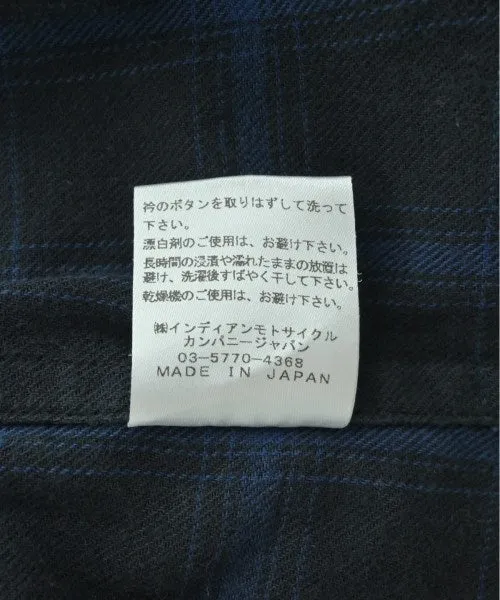 衿のボタンを取りはずして洗って
下さい。
漂白剤のご使用は、お避け下さい。
長時間の浸漬や濡れたままの放置は
避け、洗濯後すばやく干して下さい。
乾燥機のご使用は、お避け下さい。
㈱インディアンモトサイクル
カンパニージャパン
03-5770-4368
MADE IN JAPAN